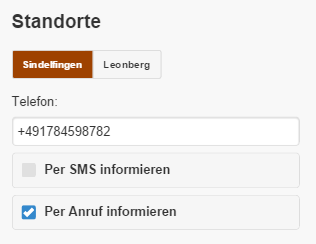 Standorte
Sindelfingen Leonberg
Telefon:
+491784598782
Per SMS informieren
Per Anruf informieren